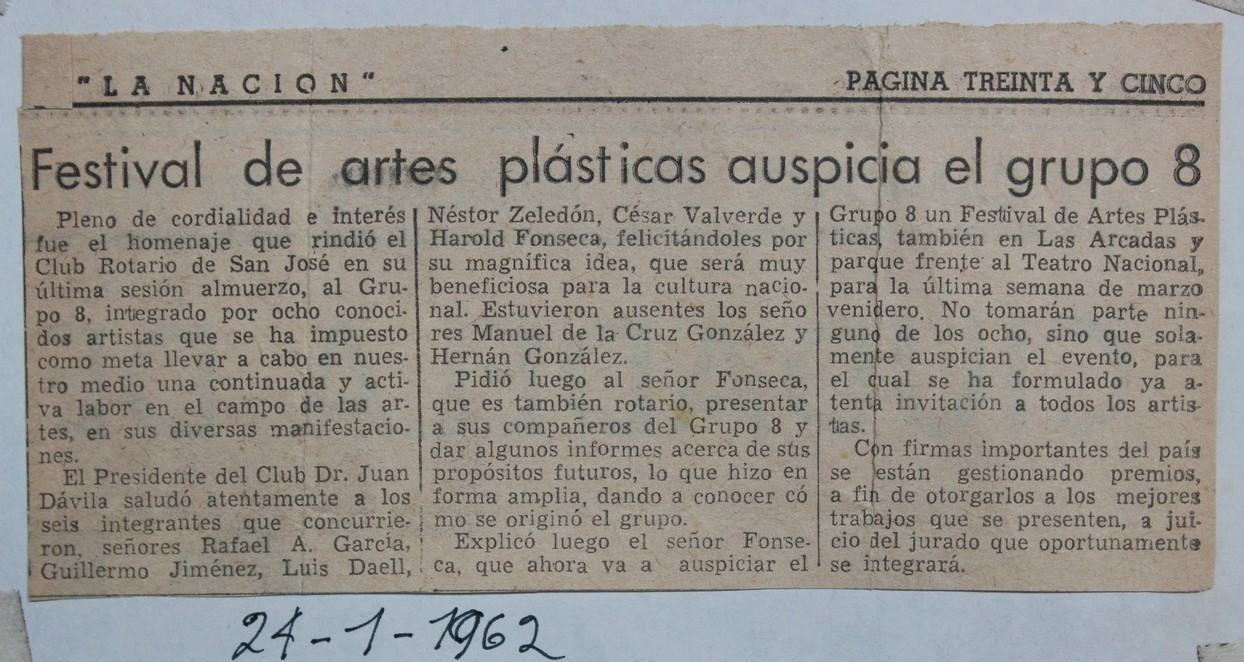 "LA NACION"
PAGINA TREINTA Y CINCO
Festival de artes plásticas auspicia el grupo 8
Pleno de cordialidad e interés
fue el homenaje que rindió el
Club Rotario de San José en su
última sesión almuerzo, al Gru-
po 8, integrado por ocho conoci-
dos artistas que se ha impuesto
como meta llevar a cabo en nues-
tro medio una continuada y acti-
va labor en el campo de las ar-
tes, en sus diversas manifestacio-
nes.
El Presidente del Club Dr. Juan
Dávila saludó atentamente a los
seis integrantes que concurrie-
ron, señores Rafael A. García,
Guillermo Jiménez, Luis Daell,
Néstor Zeledón, César Valverde y
Harold Fonseca, felicitándoles por
su magnífica idea, que será muy
beneficiosa para la cultura nacio-
nal. Estuvieron ausentes los seño
res Manuel de la Cruz González y
Hernán González.
Pidió luego al señor Fonseca,
que es también rotario, presentar
a sus compañeros del Grupo 8 y
dar algunos informes acerca de sus
propósitos futuros, lo que hizo en
forma amplia, dando a conocer có
mo se originó el grupo.
Explicó luego el señor Fonse-
ca, que ahora va a auspiciar el
Grupo 8 un Festival de Artes Plás-
ticas, también en Las Arcadas y
parque frente al Teatro Nacional,
para la última semana de marzo
venidero. No tomarán parte nin-
guno de los ocho, sino que sola-
mente auspician el evento, para
el cual se ha formulado ya a-
tenta invitación a todos los artis-
tias.
Con firmas importantes del país
se están gestionando premios,
a fin de otorgarlos a los mejores
trabajos que se presenten, a jui-
cio del jurado que oportunamente
se integrará.
24-1-1962